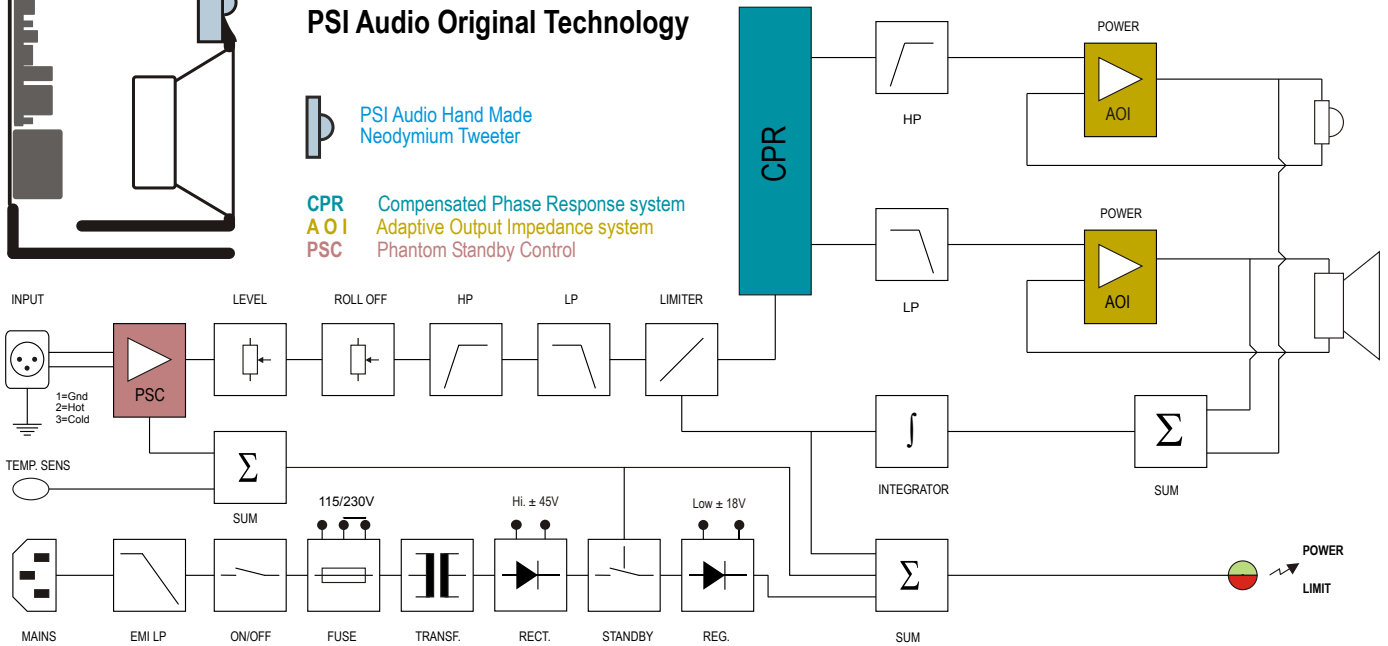 PSI Audio Original Technology
PSI Audio Hand Made
Neodymium Tweeter
CPR Compensated Phase Response system
A O I Adaptive Output Impedance system
PSC Phantom Standby Control
CPR
HP
POWER
AOI
LP
POWER
AOI
INPUT
LEVEL
ROLL OFF
HP
LP
LIMITER
PSC
1=Gnd
2=Hot
3=Cold
∫
INTEGRATOR
Σ
SUM
TEMP. SENS
Σ
SUM
115/230V
Hi. ± 45V
Low ± 18V
Σ
POWER
LIMIT
MAINS
EMI LP
ON/OFF
FUSE
TRANSF.
RECT.
STANDBY
REG.
SUM